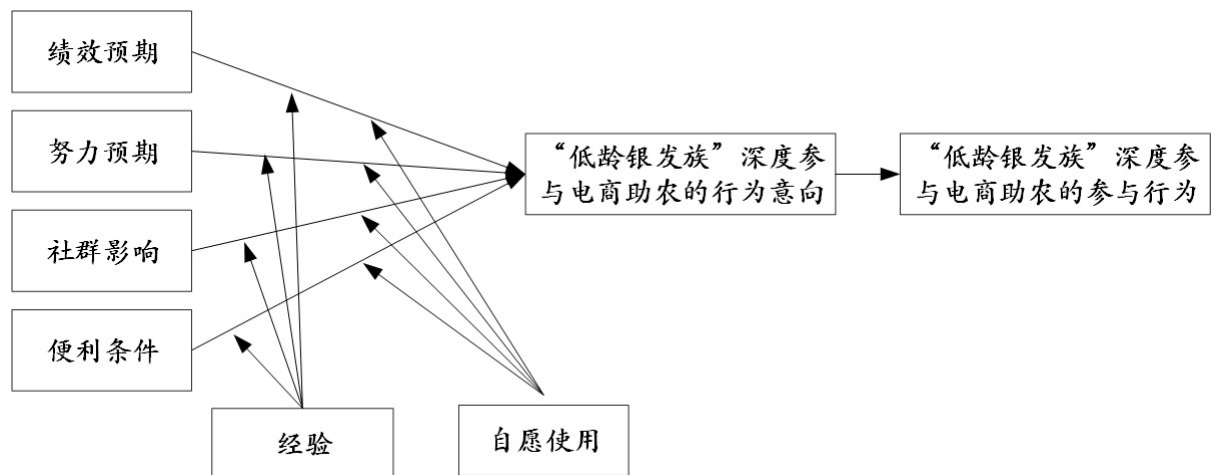 绩效预期
努力预期
社群影响
便利条件
“低龄银发族”深度参
与电商助农的行为意向
“低龄银发族”深度参
与电商助农的参与行为
经验
自愿使用